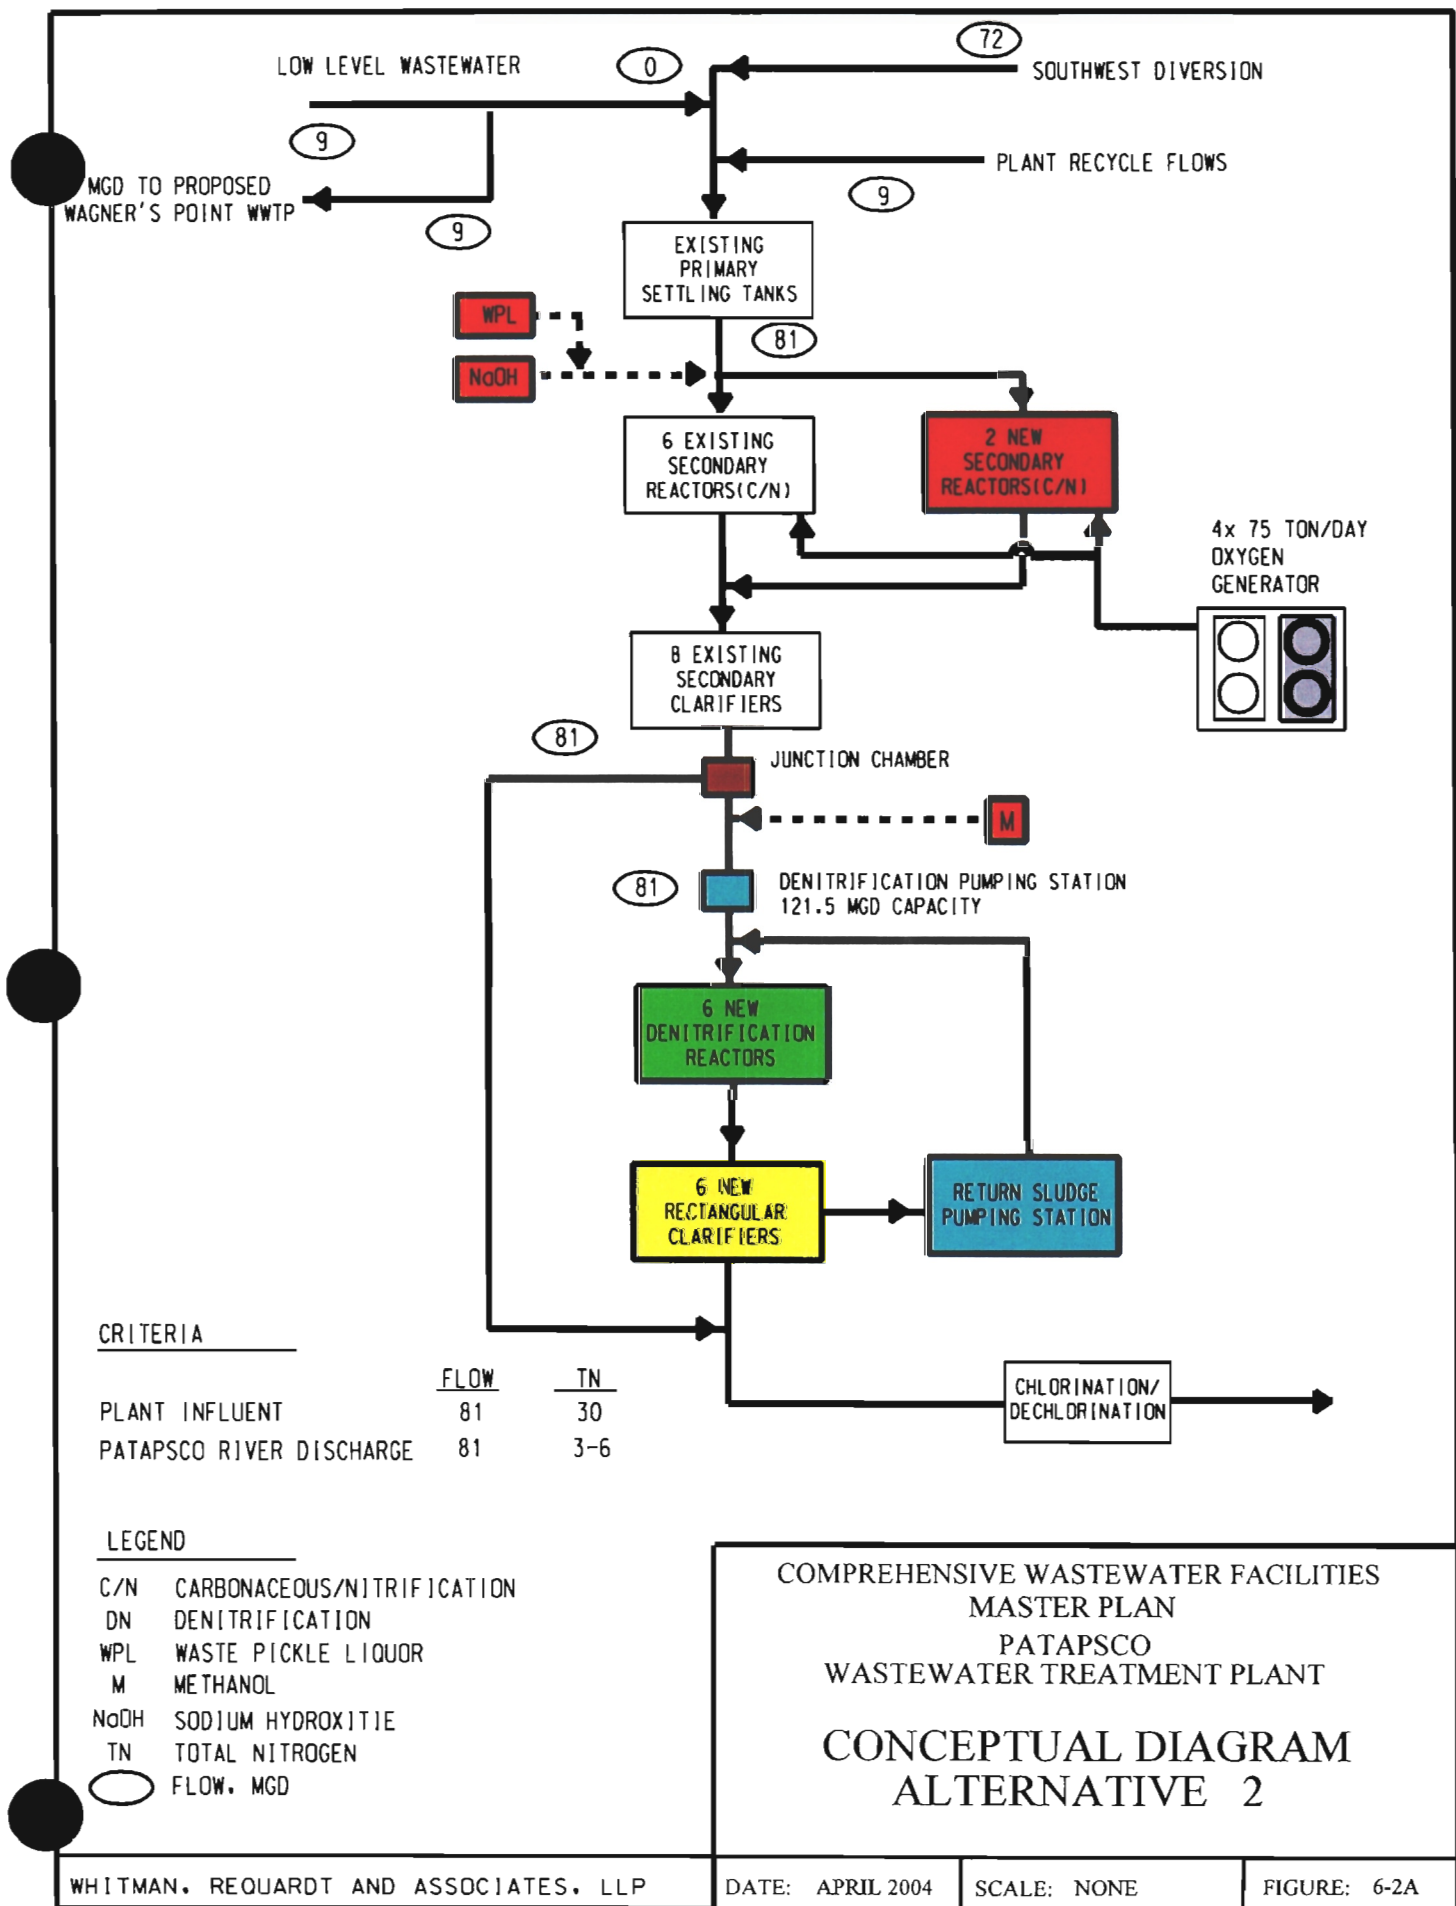 72
LOW LEVEL WASTEWATER
0
SOUTHWEST DIVERSION
9
PLANT RECYCLE FLOWS
MGD TO PROPOSED
WAGNER'S POINT WWTP
9
9
EXISTING
PRIMARY
SETTLING TANKS
WPL
81
NaOH
6 EXISTING
SECONDARY
REACTORS(C/N)
2 NEW
SECONDARY
REACTORS(C/N)
4x 75 TON/DAY
OXYGEN
GENERATOR
8 EXISTING
SECONDARY
CLARIFIERS
81
JUNCTION CHAMBER
M
81
DENITRIFICATION PUMPING STATION
121.5 MGD CAPACITY
6 NEW
DENITRIFICATION
REACTORS
6 NEW
RECTANGULAR
CLARIFIERS
RETURN SLUDGE
PUMPING STATION
CHLORINATION/
DECHLORINATION
CRITERIA
FLOW TN
PLANT INFLUENT 81 30
PATAPSCO RIVER DISCHARGE 81 3-6
LEGEND
C/N CARBONACEOUS/NITRIFICATION
DN DENITRIFICATION
WPL WASTE PICKLE LIQUOR
M METHANOL
NaOH SODIUM HYDROXITIE
TN TOTAL NITROGEN
FLOW, MGD
COMPREHENSIVE WASTEWATER FACILITIES
MASTER PLAN
PATAPSCO
WASTEWATER TREATMENT PLANT
CONCEPTUAL DIAGRAM
ALTERNATIVE 2
WHITMAN, REQUARDT AND ASSOCIATES, LLP
DATE: APRIL 2004
SCALE: NONE
FIGURE: 6-2A